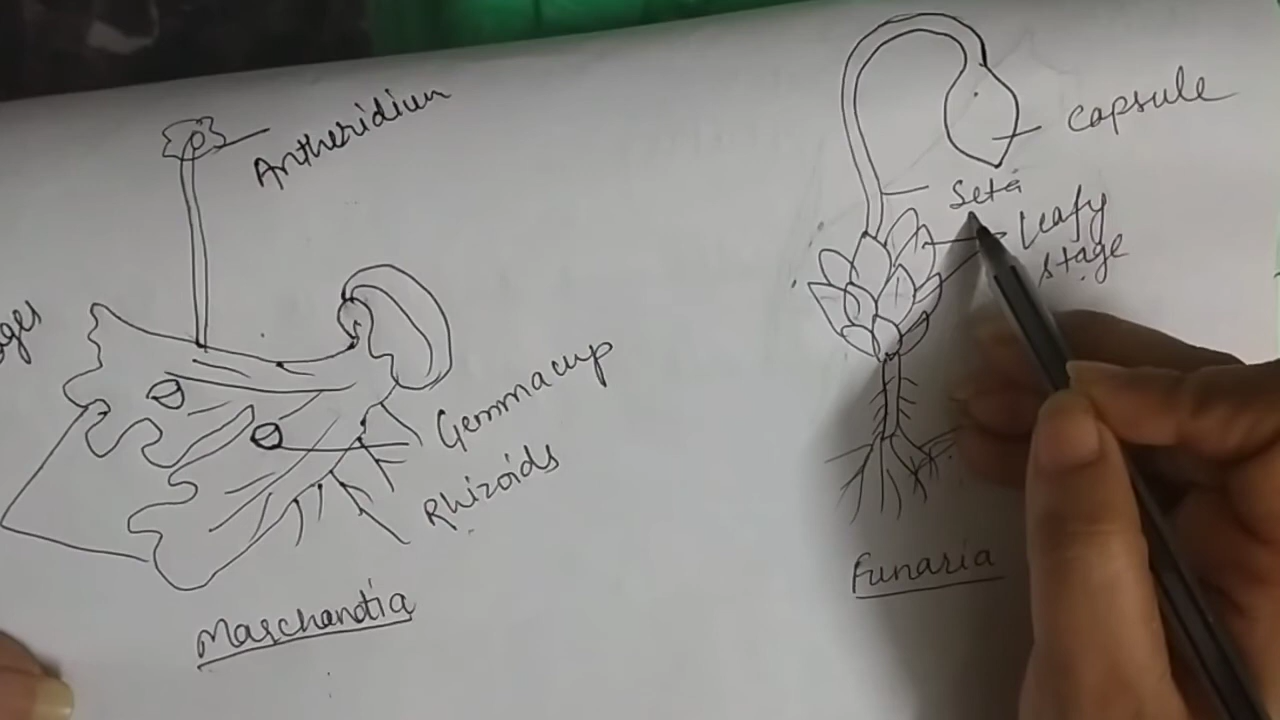 Antheridium
Gemma cup
Rhizoids
Marchantia
Capsule
Seta
Leafy
stage
Funaria